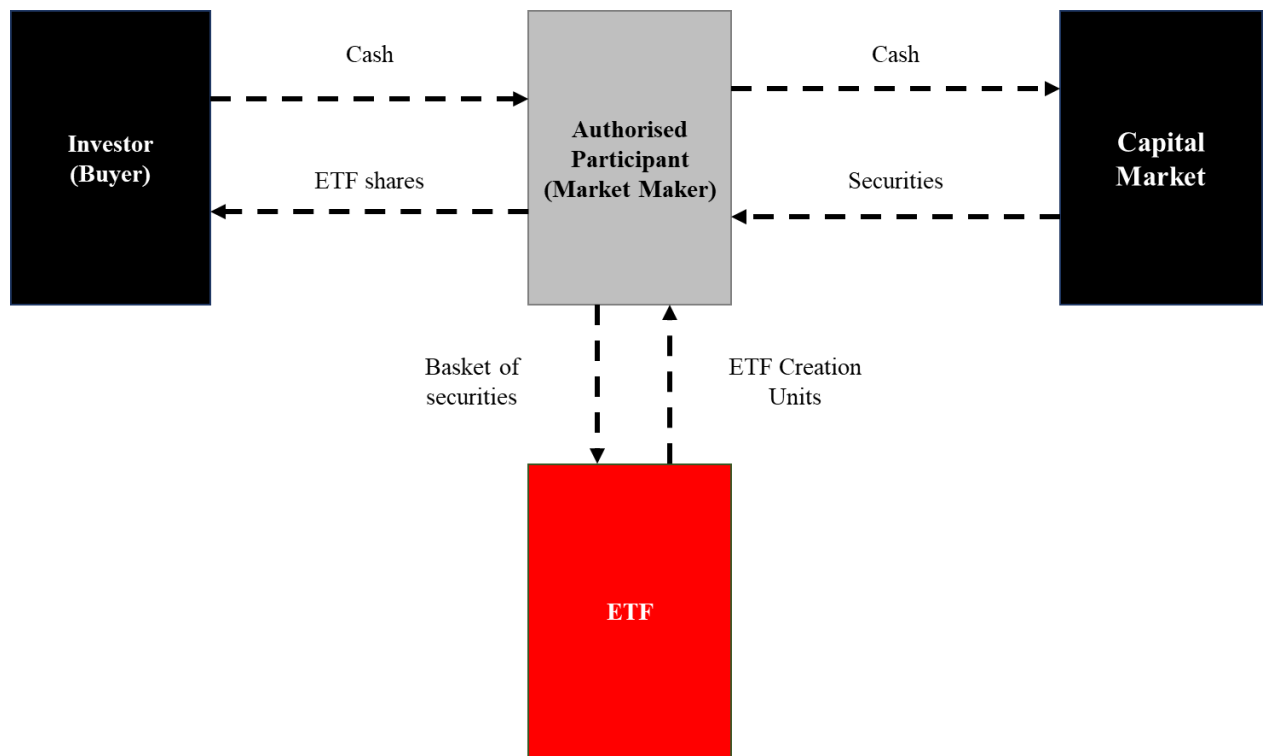 Cash
Cash
Investor
(Buyer)
Authorised
Participant
(Market Maker)
Capital
Market
ETF shares
Securities
Basket of
securities
ETF Creation
Units
ETF